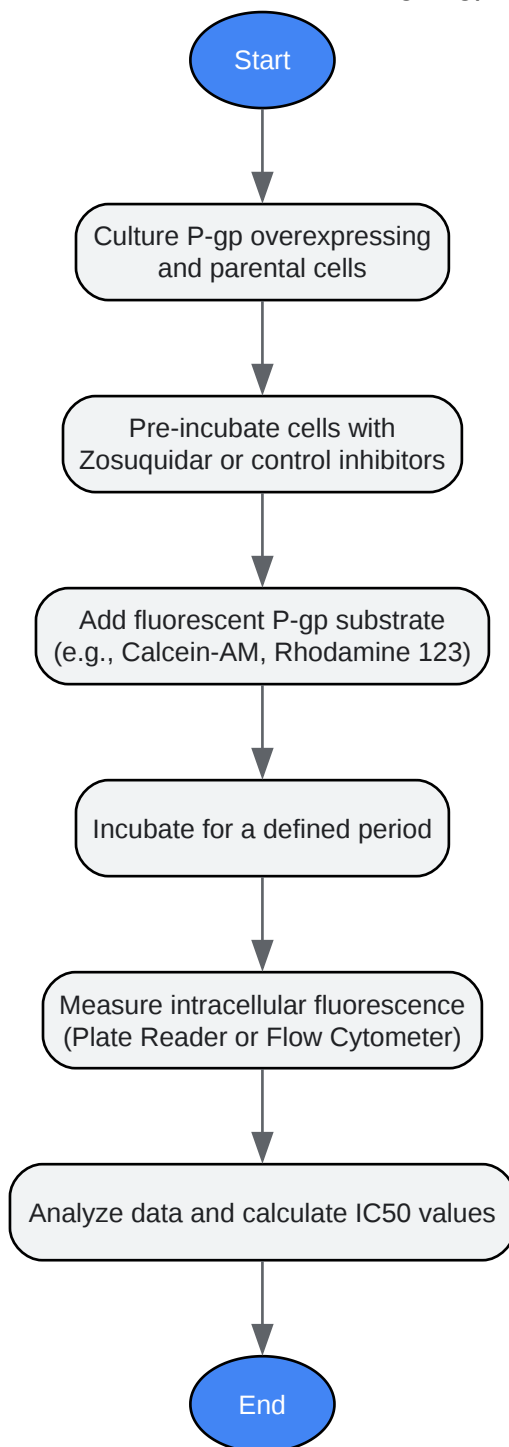 Start
Culture P-gp overexpressing
and parental cells
Pre-incubate cells with
Zosuquidar or control inhibitors
Add fluorescent P-gp substrate
(e.g., Calcein-AM, Rhodamine 123)
Incubate for a defined period
Measure intracellular fluorescence
(Plate Reader or Flow Cytometer)
Analyze data and calculate IC50 values
End